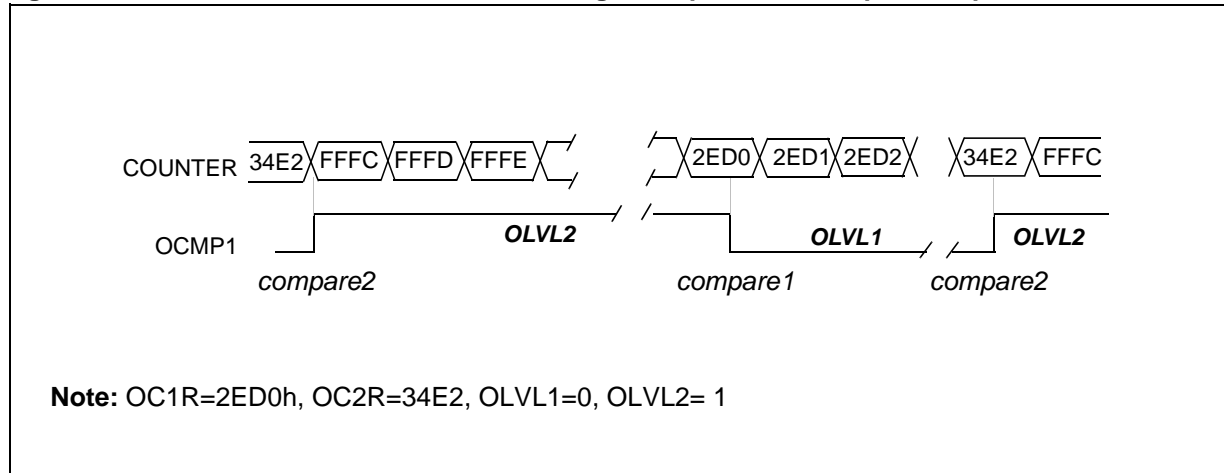 COUNTER 34E2 FFFC FFFD FFFE 2ED0 2ED1 2ED2 34E2 FFFC
OCMP1 OLVL2 OLVL1 OLVL2
compare2 compare1 compare2
Note: OC1R=2ED0h, OC2R=34E2, OLVL1=0, OLVL2= 1